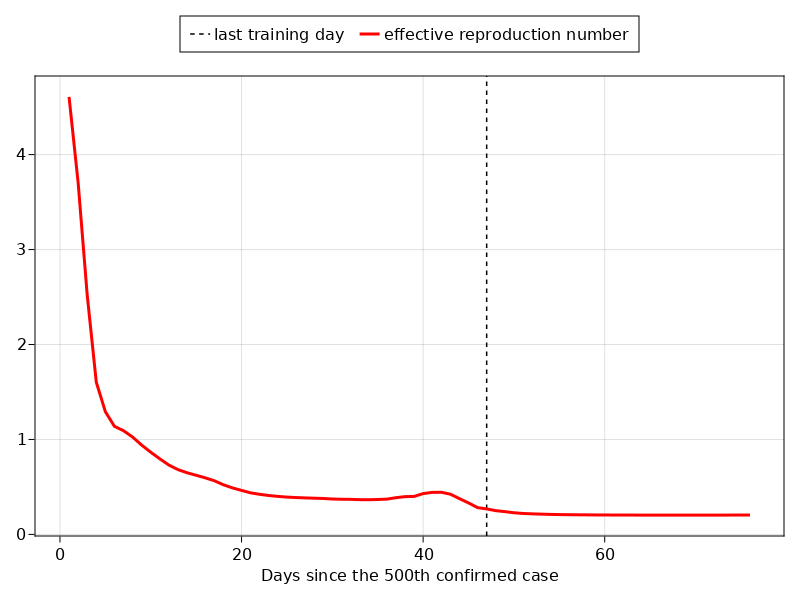 last training day
effective reproduction number
4
3
2
1
0
0 20 40 60
Days since the 500th confirmed case